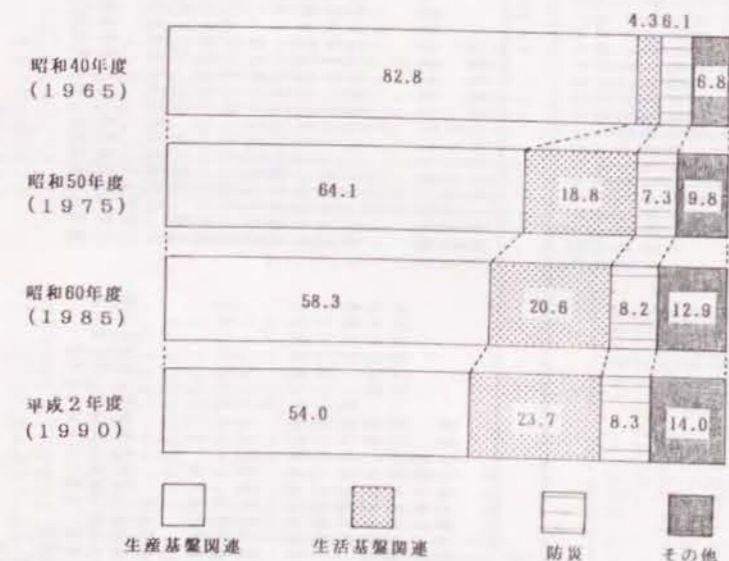 4.3 6.1
昭和40年度
(1965)
82.8
6.8
昭和50年度
(1975)
64.1
18.8
7.3
9.8
昭和60年度
(1985)
58.3
20.6
8.2
12.9
平成2年度
(1990)
54.0
23.7
8.3
14.0
生産基盤関連
生活基盤関連
防災
その他